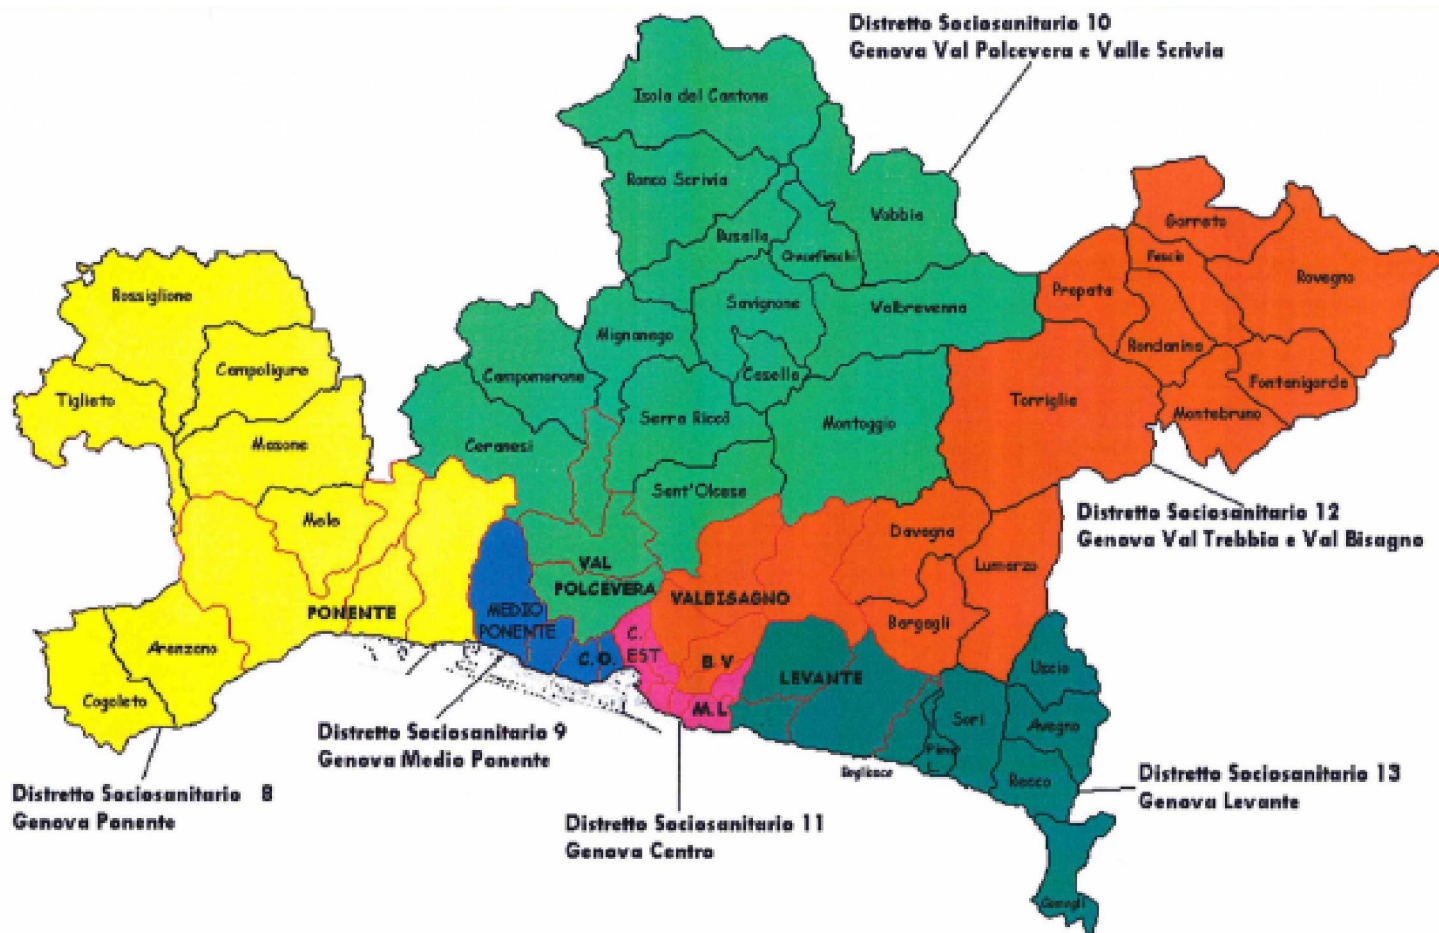 Distretto Sociosanitario 10
Genova Val Polcevera e Valle Scrivia
Isola del Cantone
Ronco Scrivia
Vobbia
Busalla
Crocefieschi
Gorreto
Fascia
Rovegno
Propata
Rondanina
Fontanigorda
Montebruno
Torriglia
Rossiglione
Campoligure
Tiglieto
Masone
Mele
Savignone
Valbrevenna
Mignanego
Casella
Campomorone
Serra Riccò
Montoggio
Ceranesi
Sant'Olcese
Distretto Sociosanitario 12
Genova Val Trebbia e Val Bisagno
Davagna
Lumarzo
Bargagli
VAL
POLCEVERA
VALBISAGNO
PONENTE
MEDIO
PONENTE
C.
EST
C.O.
B.V
M.L
LEVANTE
Arenzano
Cogoleto
Uscio
Avegno
Sori
Pieve
L.
Recco
Bogliasco
Camogli
Distretto Sociosanitario 9
Genova Medio Ponente
Distretto Sociosanitario 8
Genova Ponente
Distretto Sociosanitario 11
Genova Centro
Distretto Sociosanitario 13
Genova Levante